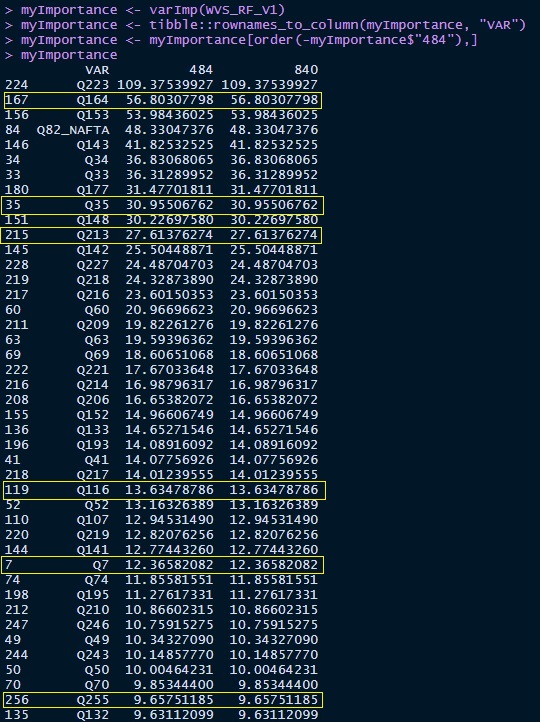 > myImportance <- varImp(WVS_RF_V1)
> myImportance <- tibble::rownames_to_column(myImportance, "VAR")
> myImportance <- myImportance[order(-myImportance$"484"),]
> myImportance
VAR 484 840
224 Q223 109.37539927 109.37539927
167 Q164 56.80307798 56.80307798
156 Q153 53.98436025 53.98436025
84 Q82_NAFTA 48.33047376 48.33047376
146 Q143 41.82532525 41.82532525
34 Q34 36.83068065 36.83068065
33 Q33 36.31289952 36.31289952
180 Q177 31.47701811 31.47701811
35 Q35 30.95506762 30.95506762
151 Q148 30.22697580 30.22697580
215 Q213 27.61376274 27.61376274
145 Q142 25.50448871 25.50448871
228 Q227 24.48704703 24.48704703
219 Q218 24.32873890 24.32873890
217 Q216 23.60150353 23.60150353
60 Q60 20.96696623 20.96696623
211 Q209 19.82261276 19.82261276
63 Q63 19.59396362 19.59396362
69 Q69 18.60651068 18.60651068
222 Q221 17.67033648 17.67033648
216 Q214 16.98796317 16.98796317
208 Q206 16.65382072 16.65382072
155 Q152 14.96606749 14.96606749
136 Q133 14.65271546 14.65271546
196 Q193 14.08916092 14.08916092
41 Q41 14.07756926 14.07756926
218 Q217 14.01239555 14.01239555
119 Q116 13.63478786 13.63478786
52 Q52 13.16326389 13.16326389
110 Q107 12.94531490 12.94531490
220 Q219 12.82076256 12.82076256
144 Q141 12.77443260 12.77443260
7 Q7 12.36582082 12.36582082
74 Q74 11.85581551 11.85581551
198 Q195 11.27617331 11.27617331
212 Q210 10.86602315 10.86602315
247 Q246 10.75915275 10.75915275
49 Q49 10.34327090 10.34327090
244 Q243 10.14857770 10.14857770
50 Q50 10.00464231 10.00464231
70 Q70 9.85344400 9.85344400
256 Q255 9.65751185 9.65751185
135 Q132 9.63112099 9.63112099